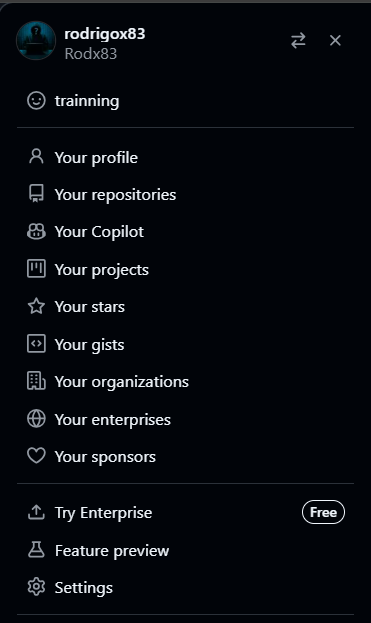 rodrigox83
Rodx83
trainning
Your profile
Your repositories
Your Copilot
Your projects
Your stars
Your gists
Your organizations
Your enterprises
Your sponsors
Try Enterprise Free
Feature preview
Settings